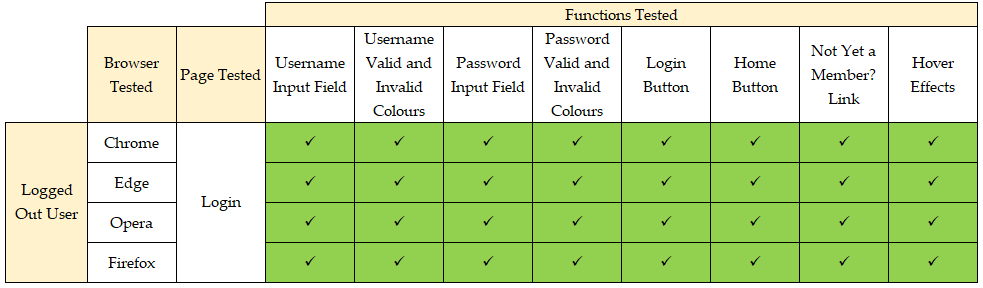 Functions Tested
Browser Tested Page Tested Username Input Field Username Valid and Invalid Colours Password Input Field Password Valid and Invalid Colours Login Button Home Button Not Yet a Member? Link Hover Effects
Logged Out User Login
Chrome ✓ ✓ ✓ ✓ ✓ ✓ ✓ ✓
Edge ✓ ✓ ✓ ✓ ✓ ✓ ✓ ✓
Opera ✓ ✓ ✓ ✓ ✓ ✓ ✓ ✓
Firefox ✓ ✓ ✓ ✓ ✓ ✓ ✓ ✓